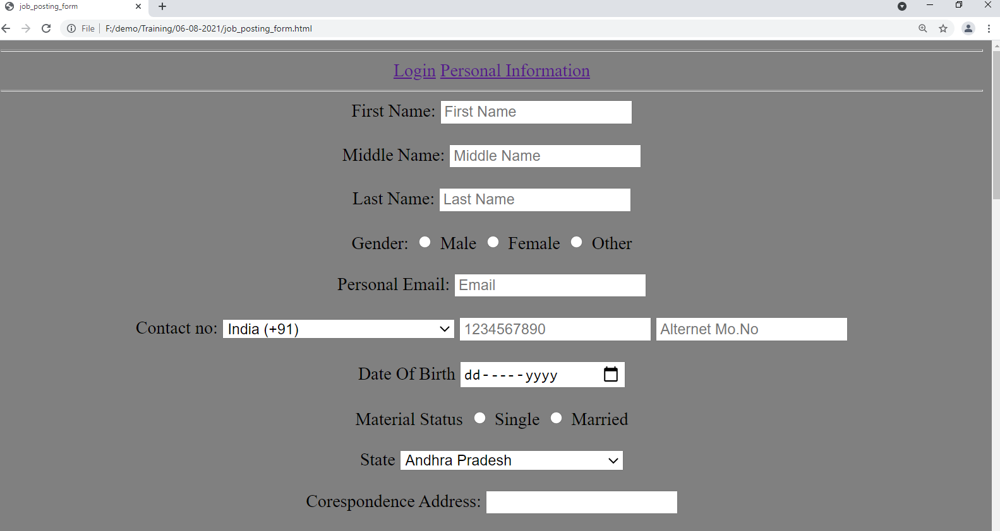 job_posting_form
File F:/demo/Training/06-08-2021/job_posting_form.html
Login Personal Information
First Name: First Name
Middle Name: Middle Name
Last Name: Last Name
Gender: Male Female Other
Personal Email: Email
Contact no: India (+91) 1234567890 Alternet Mo.No
Date Of Birth dd-----yyyy
Material Status Single Married
State Andhra Pradesh
Corespondence Address: